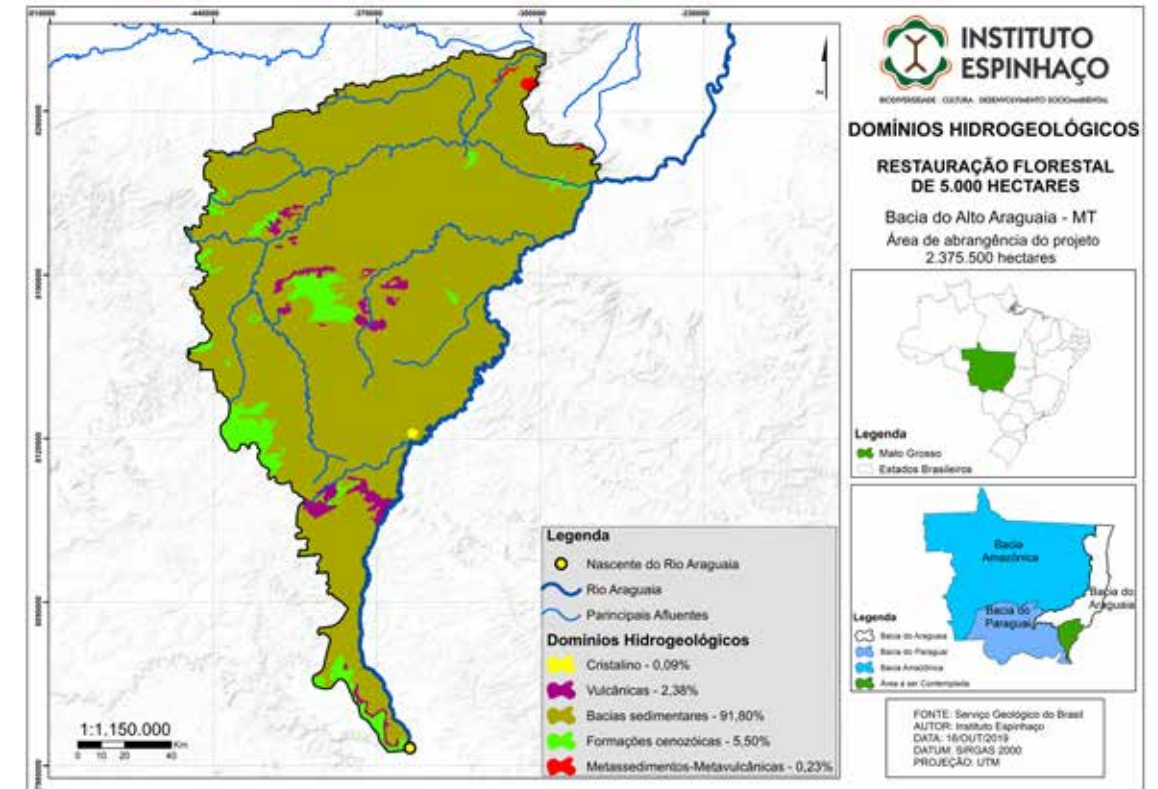 INSTITUTO
ESPINHAÇO
BIODIVERSIDADE CULTURA DESENVOLVIMENTO SOCIOAMBIENTAL
DOMÍNIOS HIDROGEOLÓGICOS
RESTAURAÇÃO FLORESTAL
DE 5.000 HECTARES
Bacia do Alto Araguaia - MT
Área de abrangência do projeto
2.375.500 hectares
Legenda
Mato Grosso
Estados Brasileiros
Bacia
Amazônica
Bacia do
Araguaia
Bacia do
Paraguai
Legenda
Bacia do Araguaia
Bacia do Paraguai
Bacia Amazônica
Área a ser Contemplada
FONTE: Serviço Geológico do Brasil
AUTOR: Instituto Espinhaço
DATA: 16/OUT/2019
DATUM: SIRGAS 2000
PROJEÇÃO: UTM
Legenda
Nascente do Rio Araguaia
Rio Araguaia
Parincipais Afluentes
Domínios Hidrogeológicos
Cristalino - 0,09%
Vulcânicas - 2,38%
Bacias sedimentares - 91,80%
Formações cenozóicas - 5,50%
Metassedimentos-Metavulcânicas - 0,23%
1:1.150.000
Km
0 10 20 40